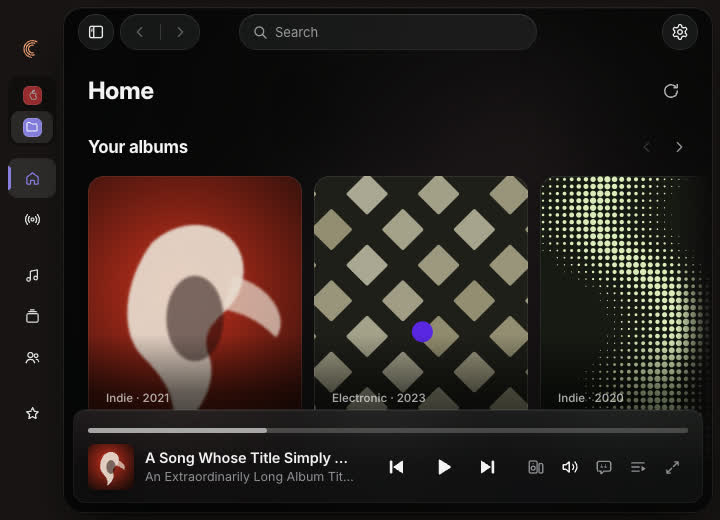 Search
Home
Your albums
Indie · 2021
Electronic · 2023
Indie · 2020
A Song Whose Title Simply ...
An Extraordinarily Long Album Tit...